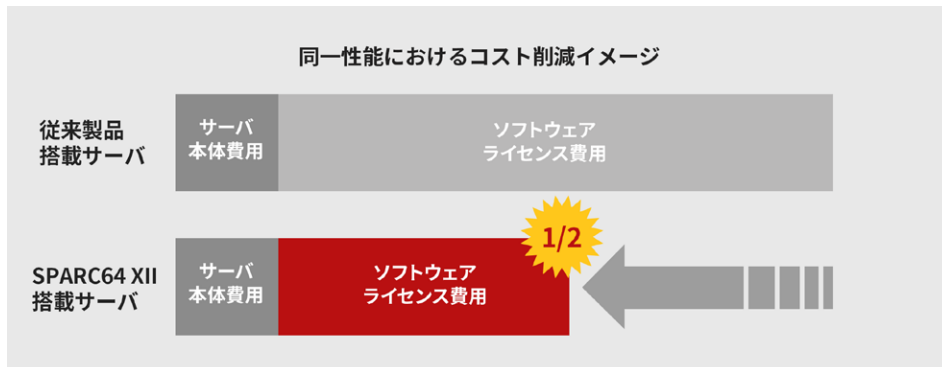 同一性能におけるコスト削減イメージ
従来製品
搭載サーバ
サーバ
本体費用
ソフトウェア
ライセンス費用
SPARC64 XII
搭載サーバ
サーバ
本体費用
ソフトウェア
ライセンス費用
1/2